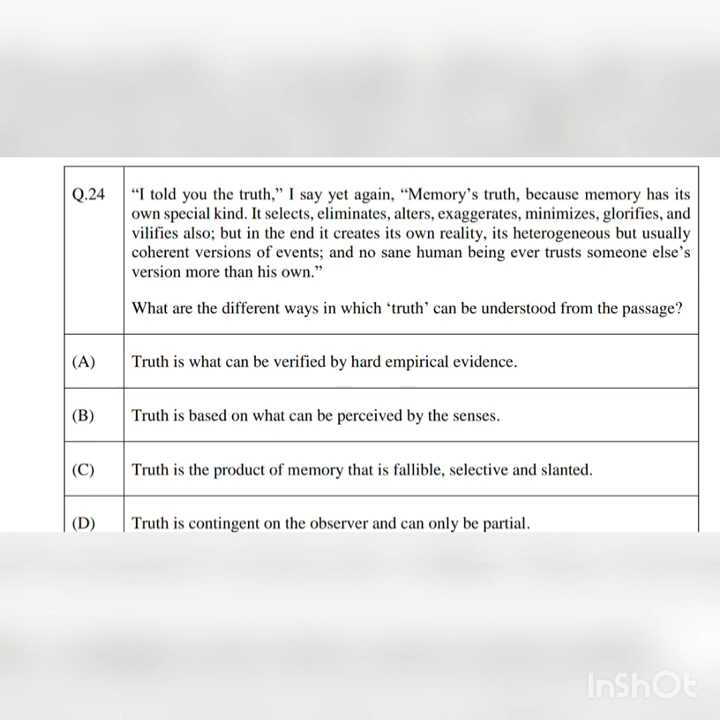 Q.24
“I told you the truth,” I say yet again, “Memory’s truth, because memory has its
own special kind. It selects, eliminates, alters, exaggerates, minimizes, glorifies, and
vilifies also; but in the end it creates its own reality, its heterogeneous but usually
coherent versions of events; and no sane human being ever trusts someone else’s
version more than his own.”
What are the different ways in which ‘truth’ can be understood from the passage?
(A) Truth is what can be verified by hard empirical evidence.
(B) Truth is based on what can be perceived by the senses.
(C) Truth is the product of memory that is fallible, selective and slanted.
(D) Truth is contingent on the observer and can only be partial.
InShOt